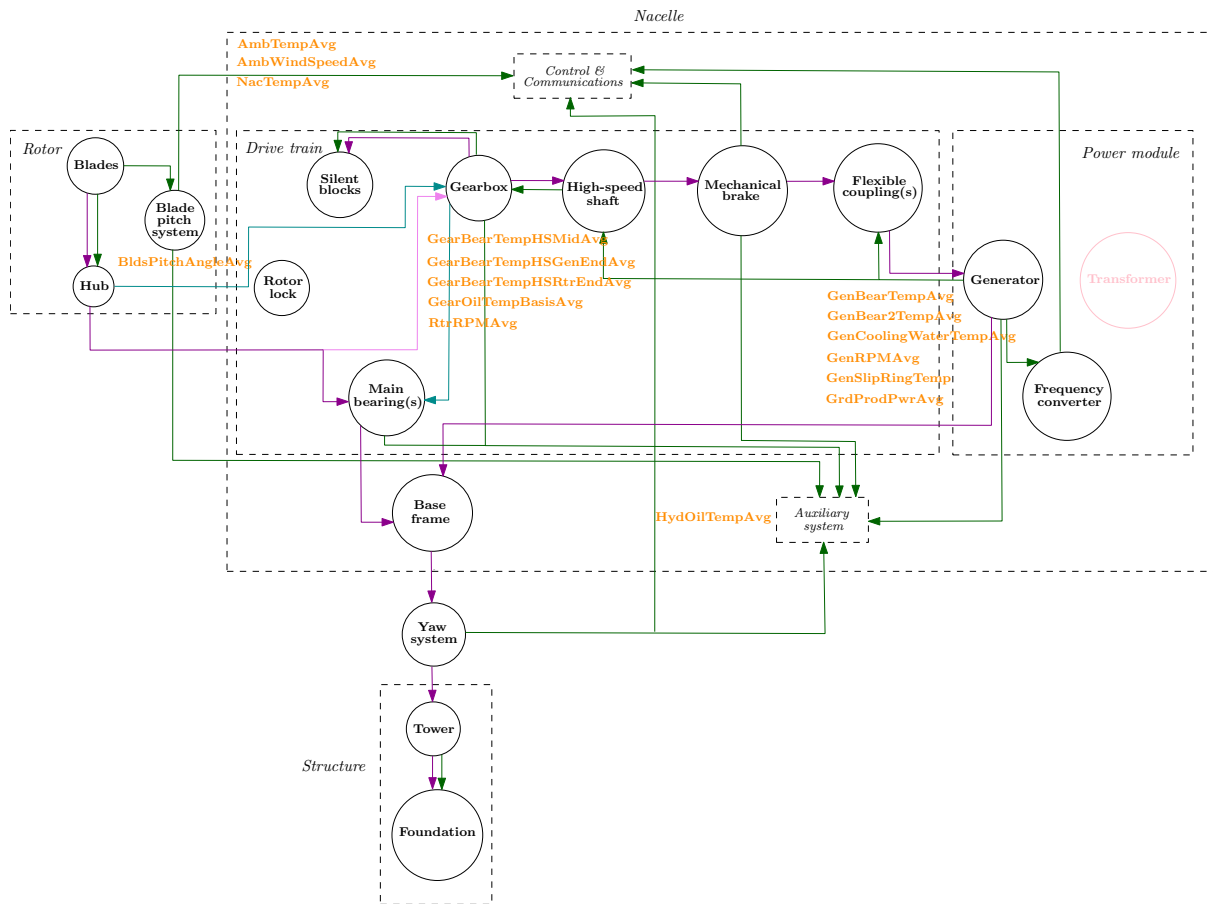 Nacelle
AmbTempAvg
AmbWindSpeedAvg
NacTempAvg
Control &
Communications
Rotor
Blades
Blade
pitch
system
BldsPitchAngleAvg
Hub
Drive train
Silent
blocks
Gearbox
High-speed
shaft
Mechanical
brake
Flexible
coupling(s)
Rotor
lock
GearBearTempHSMidAvg
GearBearTempHSGenEndAvg
GearBearTempHSRtrEndAvg
GearOilTempBasisAvg
RtrRPMAvg
Main
bearing(s)
Power module
Generator
Transformer
GenBearTempAvg
GenBear2TempAvg
GenCoolingWaterTempAvg
GenRPMAvg
GenSlipRingTemp
GrdProdPwrAvg
Frequency
converter
Base
frame
HydOilTempAvg
Auxiliary
system
Yaw
system
Structure
Tower
Foundation